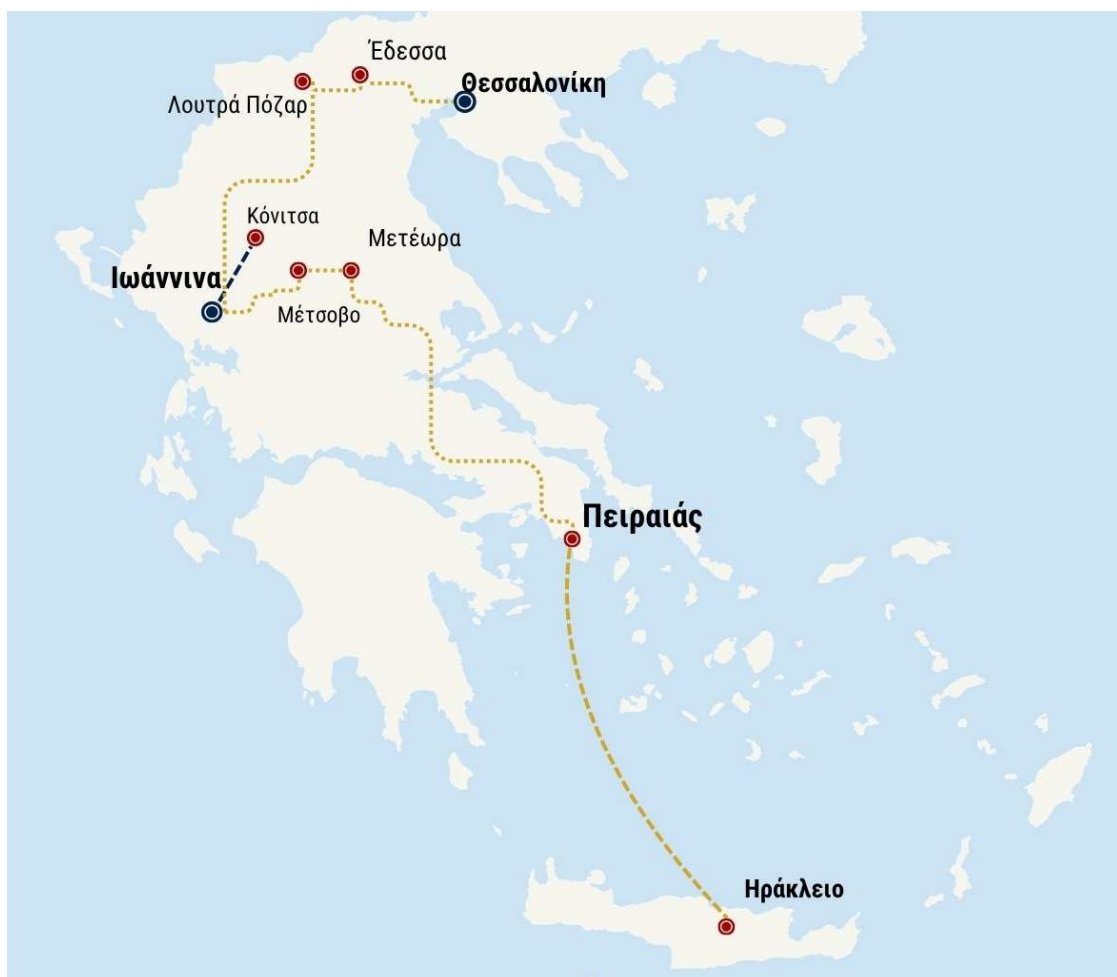 Έδεσσα
Θεσσαλονίκη
Λουτρά Πόζαρ
Κόνιτσα
Μετέωρα
Ιωάννινα
Μέτσοβο
Πειραιάς
Ηράκλειο